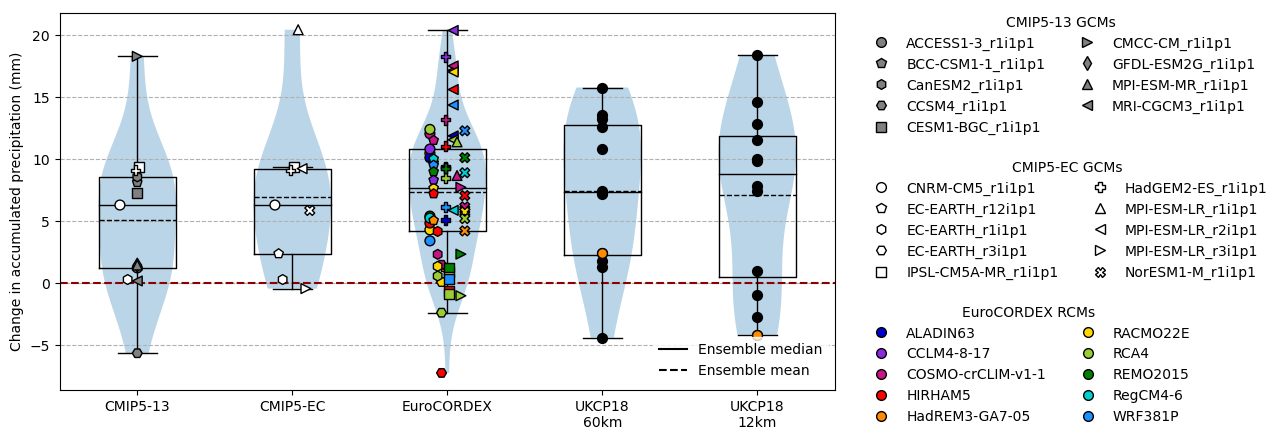 Change in accumulated precipitation (mm)
20
15
10
5
0
−5
CMIP5-13
CMIP5-EC
EuroCORDEX
UKCP18
60km
UKCP18
12km
Ensemble median
Ensemble mean
CMIP5-13 GCMs
ACCESS1-3_r1i1p1
BCC-CSM1-1_r1i1p1
CanESM2_r1i1p1
CCSM4_r1i1p1
CESM1-BGC_r1i1p1
CMCC-CM_r1i1p1
GFDL-ESM2G_r1i1p1
MPI-ESM-MR_r1i1p1
MRI-CGCM3_r1i1p1
CMIP5-EC GCMs
CNRM-CM5_r1i1p1
EC-EARTH_r12i1p1
EC-EARTH_r1i1p1
EC-EARTH_r3i1p1
IPSL-CM5A-MR_r1i1p1
HadGEM2-ES_r1i1p1
MPI-ESM-LR_r1i1p1
MPI-ESM-LR_r2i1p1
MPI-ESM-LR_r3i1p1
NorESM1-M_r1i1p1
EuroCORDEX RCMs
ALADIN63
CCLM4-8-17
COSMO-crCLIM-v1-1
HIRHAM5
HadREM3-GA7-05
RACMO22E
RCA4
REMO2015
RegCM4-6
WRF381P